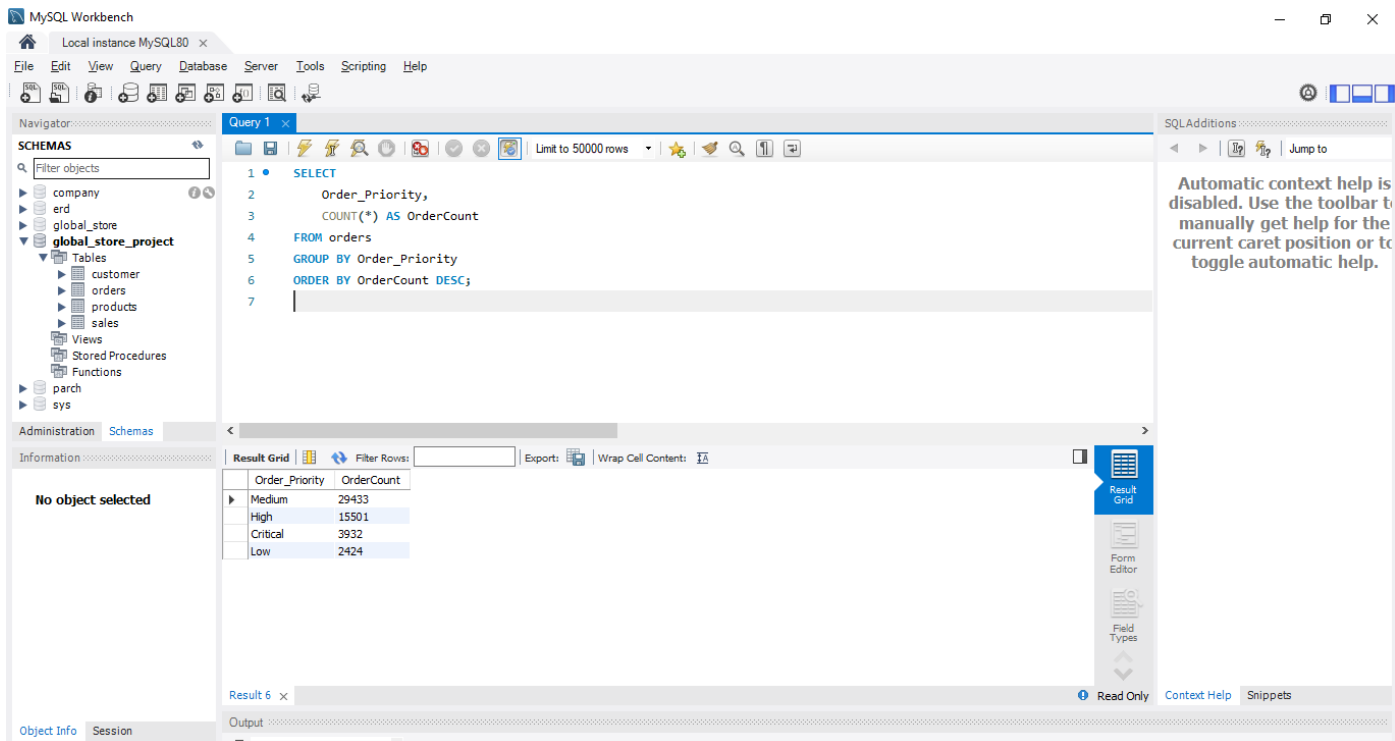 MySQL Workbench
Local instance MySQL80
File Edit View Query Database Server Tools Scripting Help
Navigator
SCHEMAS
Filter objects
company
erd
global_store
global_store_project
Tables
customer
orders
products
sales
Views
Stored Procedures
Functions
parch
sys
Administration Schemas
Information
No object selected
Object Info Session
Query 1
Limit to 50000 rows
1 SELECT
2 Order_Priority,
3 COUNT(*) AS OrderCount
4 FROM orders
5 GROUP BY Order_Priority
6 ORDER BY OrderCount DESC;
7
Result Grid Filter Rows: Export: Wrap Cell Content:
Order_Priority OrderCount
Medium 29433
High 15501
Critical 3932
Low 2424
Result Grid
Form Editor
Field Types
Result 6 Read Only
Output
SQLAdditions
Jump to
Automatic context help is
disabled. Use the toolbar
manually get help for the
current caret position or
toggle automatic help.
Context Help Snippets